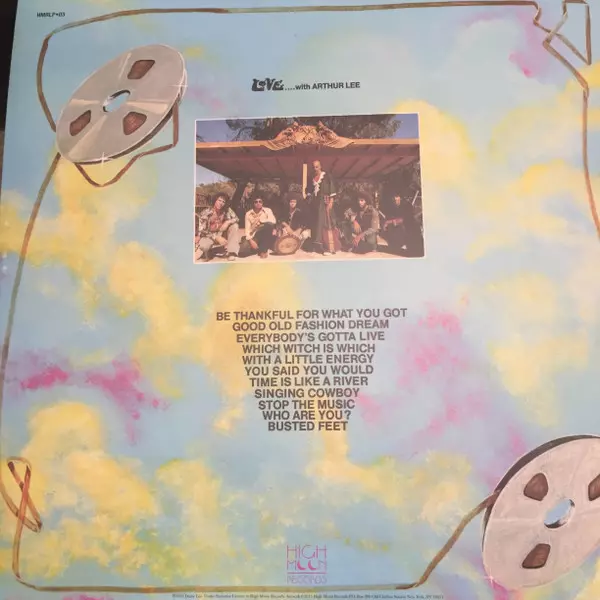 HMRLP-03
LOVE....with ARTHUR LEE
BE THANKFUL FOR WHAT YOU GOT
GOOD OLD FASHION DREAM
EVERYBODY'S GOTTA LIVE
WHICH WITCH IS WHICH
WITH A LITTLE ENERGY
YOU SAID YOU WOULD
TIME IS LIKE A RIVER
SINGING COWBOY
STOP THE MUSIC
WHO ARE YOU?
BUSTED FEET
HIGH
MOON
RECORDS